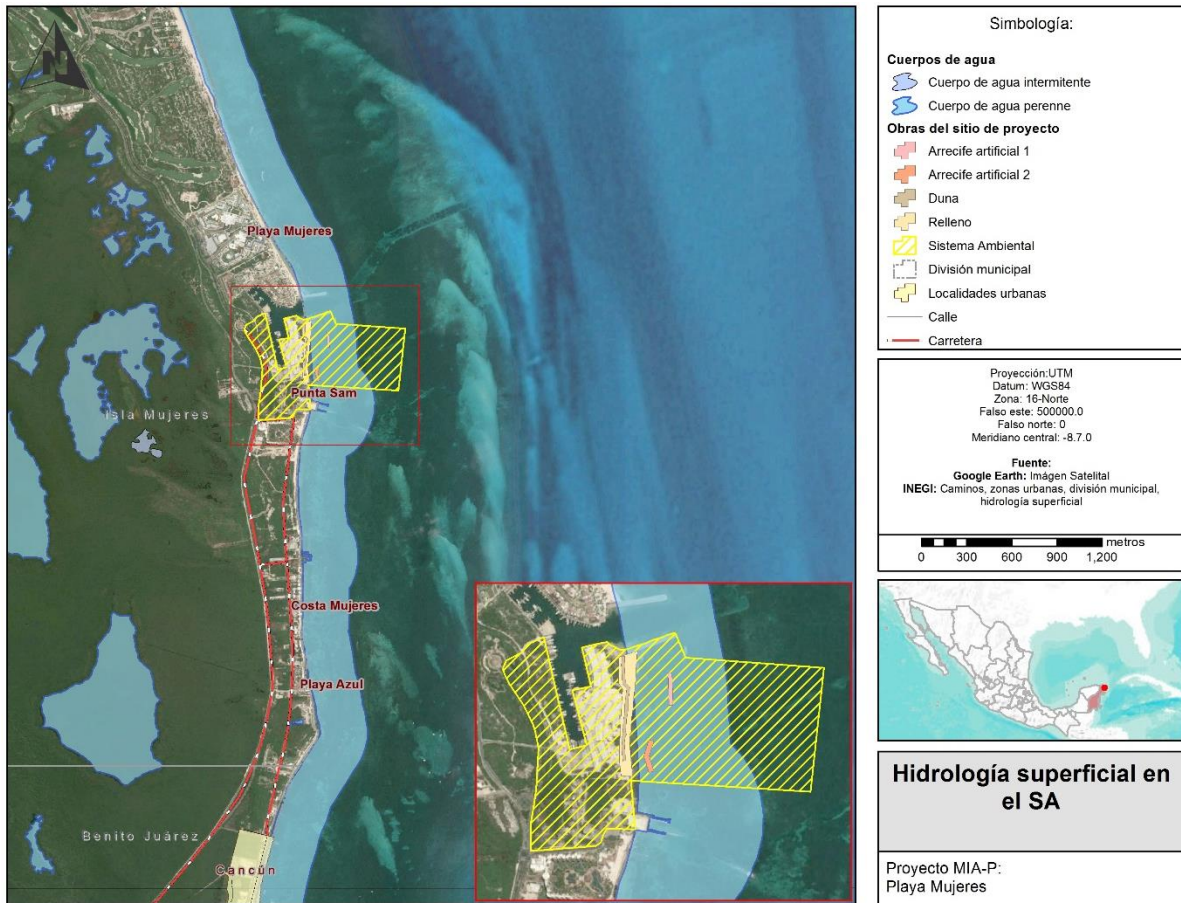 N
Playa Mujeres
Punta Sam
Isla Mujeres
Costa Mujeres
Playa Azul
Benito Juárez
Cancún
Simbología:
Cuerpos de agua
Cuerpo de agua intermitente
Cuerpo de agua perenne
Obras del sitio de proyecto
Arrecife artificial 1
Arrecife artificial 2
Duna
Relleno
Sistema Ambiental
División municipal
Localidades urbanas
Calle
Carretera
Proyección:UTM
Datum: WGS84
Zona: 16-Norte
Falso este: 500000.0
Falso norte: 0
Meridiano central: -8.7.0
Fuente:
Google Earth: Imágen Satelital
INEGI: Caminos, zonas urbanas, división municipal,
hidrología superficial
metros
0 300 600 900 1,200
Hidrología superficial en
el SA
Proyecto MIA-P:
Playa Mujeres